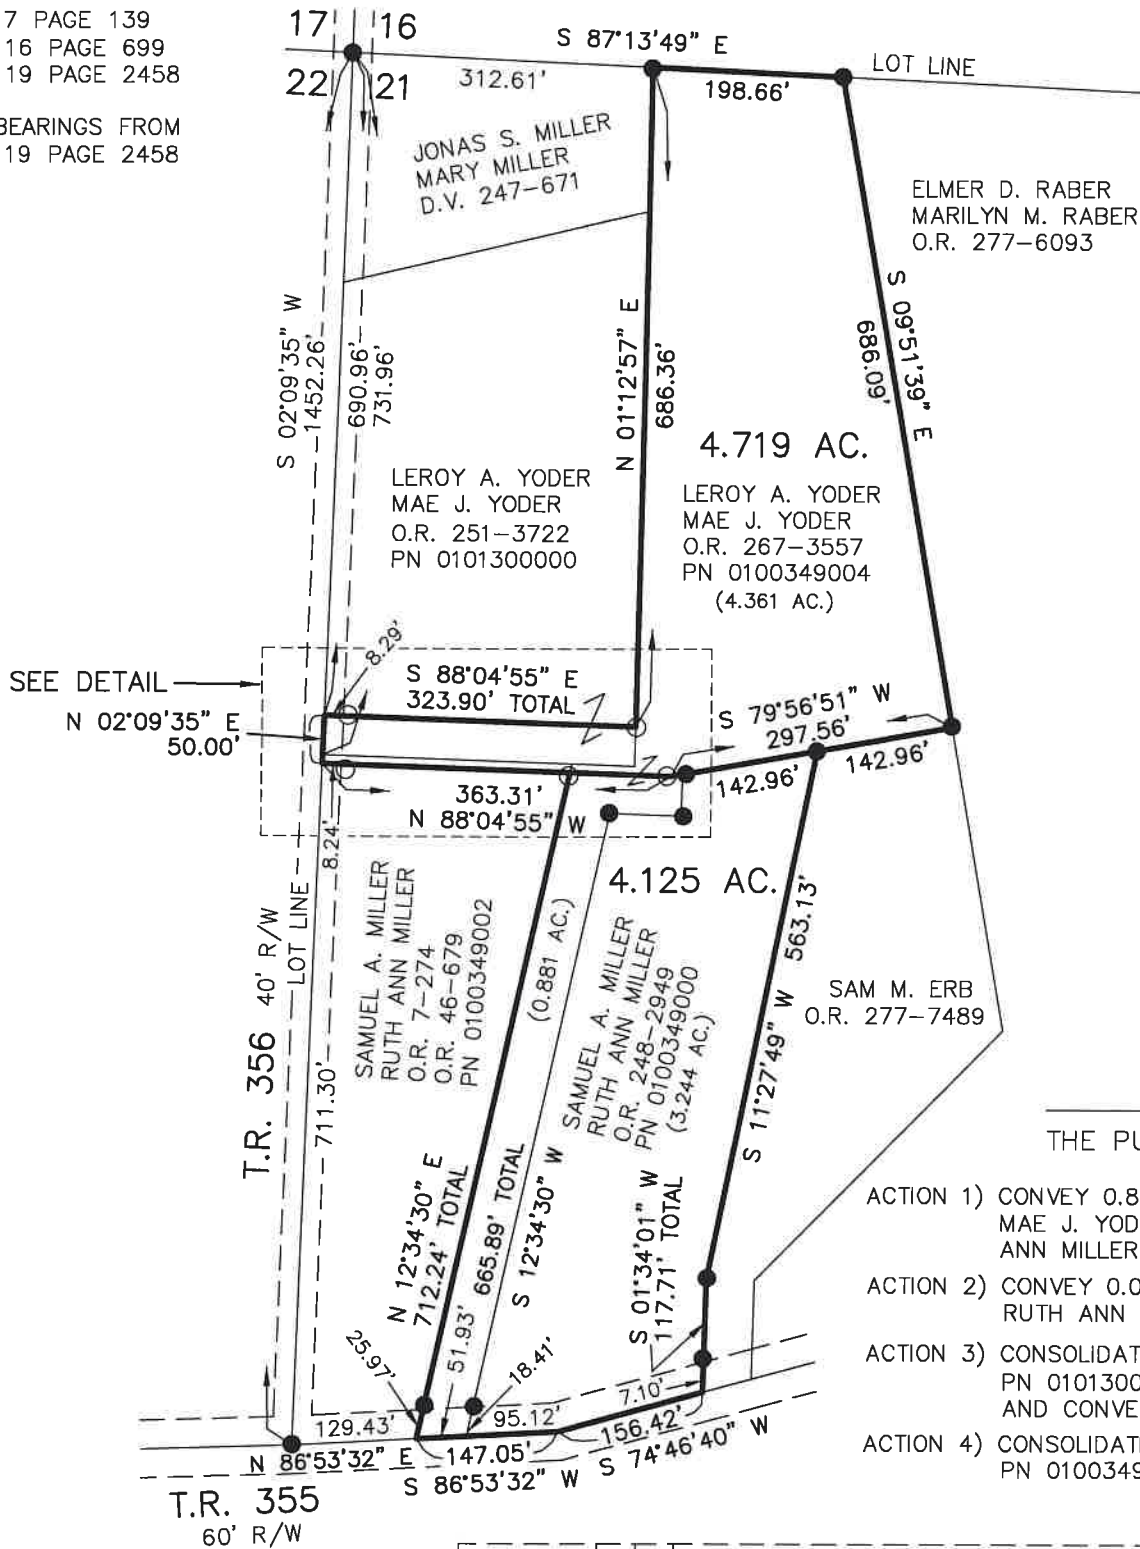 7 PAGE 139
16 PAGE 699
19 PAGE 2458
BEARINGS FROM
19 PAGE 2458
17 16
22 21
S 87°13'49" E
312.61'
198.66'
LOT LINE
JONAS S. MILLER
MARY MILLER
D.V. 247-671
ELMER D. RABER
MARILYN M. RABER
O.R. 277-6093
S 02°09'35" W
1452.26'
690.96'
731.96'
N 01°12'57" E
686.36'
S 09°51'39" E
686.09'
4.719 AC.
LEROY A. YODER
MAE J. YODER
O.R. 251-3722
PN 0101300000
LEROY A. YODER
MAE J. YODER
O.R. 267-3557
PN 0100349004
(4.361 AC.)
SEE DETAIL
8.29'
S 88°04'55" E
323.90' TOTAL
N 02°09'35" E
50.00'
S 79°56'51" W
297.56'
142.96'
142.96'
363.31'
N 88°04'55" W
8.24'
4.125 AC.
LOT LINE
40' R/W
T.R. 356
711.30'
SAMUEL A. MILLER
RUTH ANN MILLER
O.R. 7-274
O.R. 46-679
PN 0100349002
(0.881 AC.)
SAMUEL A. MILLER
RUTH ANN MILLER
O.R. 248-2949
PN 0100349000
(3.244 AC.)
S 11°27'49" W 563.13'
SAM M. ERB
O.R. 277-7489
N 12°34'30" E
712.24' TOTAL
665.89' TOTAL
S 12°34'30" W
S 01°34'01" W
117.71' TOTAL
25.97'
51.93'
18.41'
7.10'
129.43'
95.12'
156.42'
N 86°53'32" E
147.05'
S 86°53'32" W
S 74°46'40" W
T.R. 355
60' R/W
THE PU
ACTION 1) CONVEY 0.8
MAE J. YOD
ANN MILLER
ACTION 2) CONVEY 0.0
RUTH ANN
ACTION 3) CONSOLIDAT
PN 0101300
AND CONVE
ACTION 4) CONSOLIDATI
PN 0100349